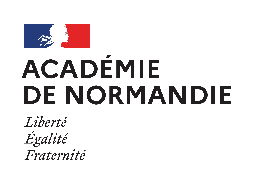 ACADÉMIE
DE NORMANDIE
Liberté
Égalité
Fraternité